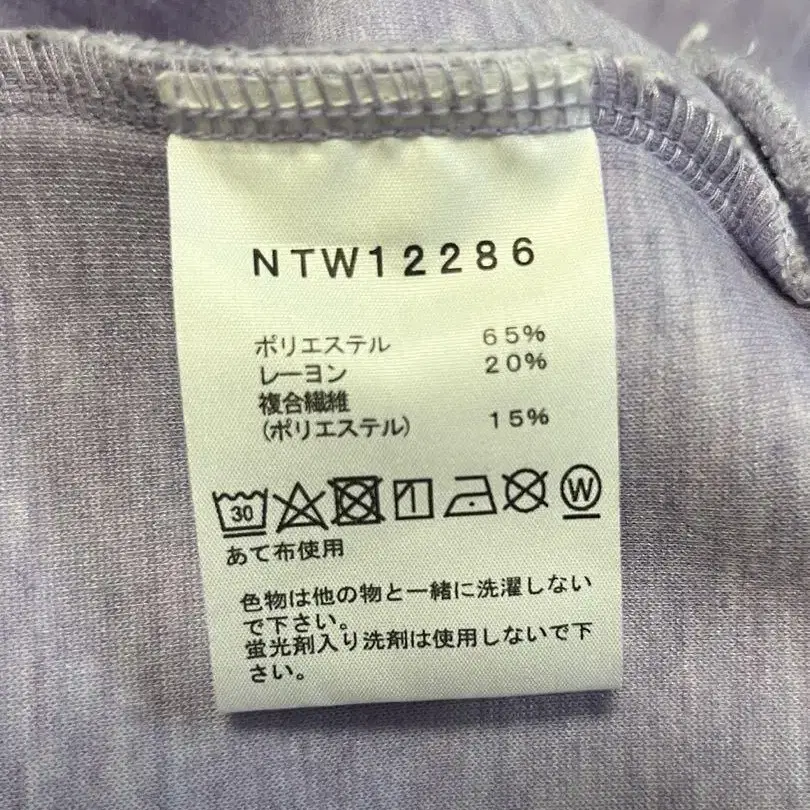 NTW12286
ポリエステル 65%
レーヨン 20%
複合繊維
(ポリエステル) 15%
30 W
あて布使用
色物は他の物と一緒に洗濯しない
で下さい。
蛍光剤入り洗剤は使用しないで下
さい。